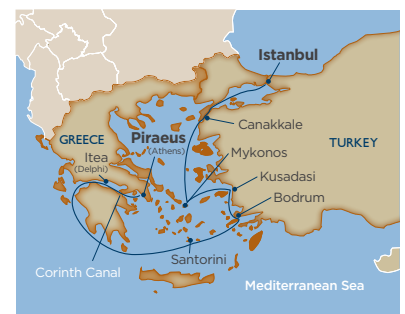 Istanbul
Canakkale
GREECE
Piraeus
(Athens)
TURKEY
Itea
(Delphi)
Mykonos
Kusadasi
Bodrum
Santorini
Corinth Canal
Mediterranean Sea